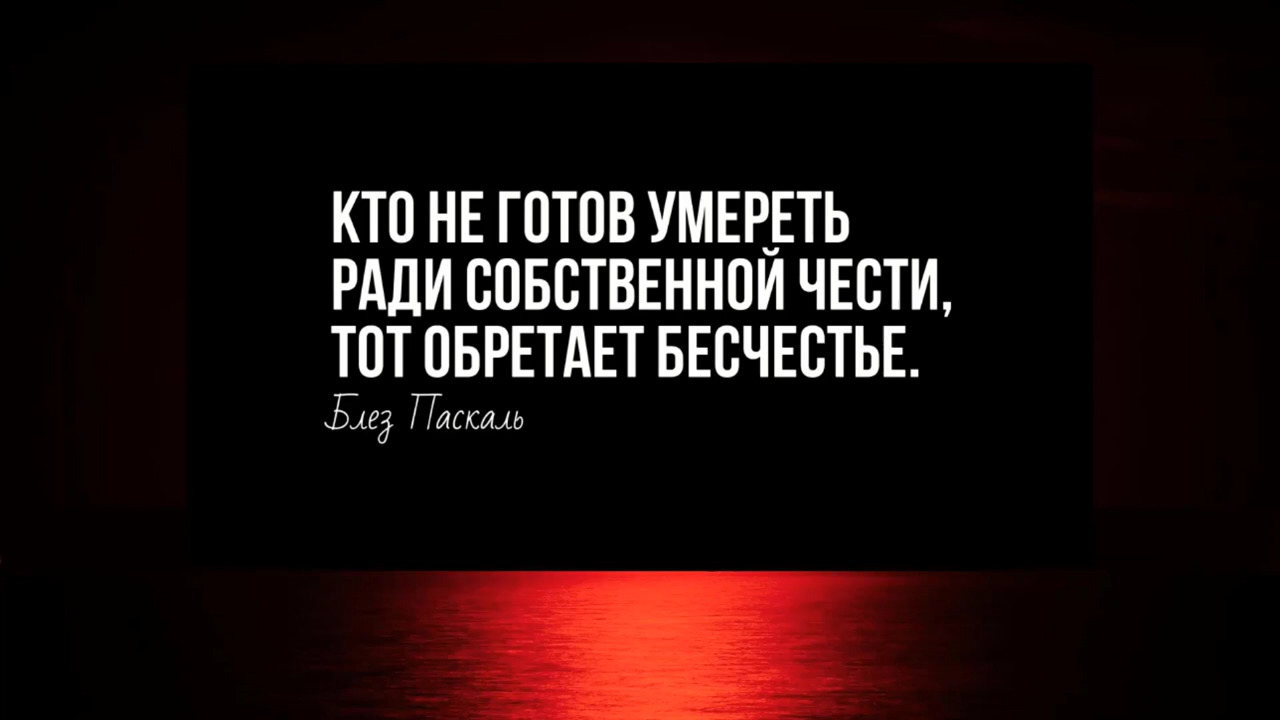 КТО НЕ ГОТОВ УМЕРЕТЬ
РАДИ СОБСТВЕННОЙ ЧЕСТИ,
ТОТ ОБРЕТАЕТ БЕСЧЕСТЬЕ.
Блез Паскаль